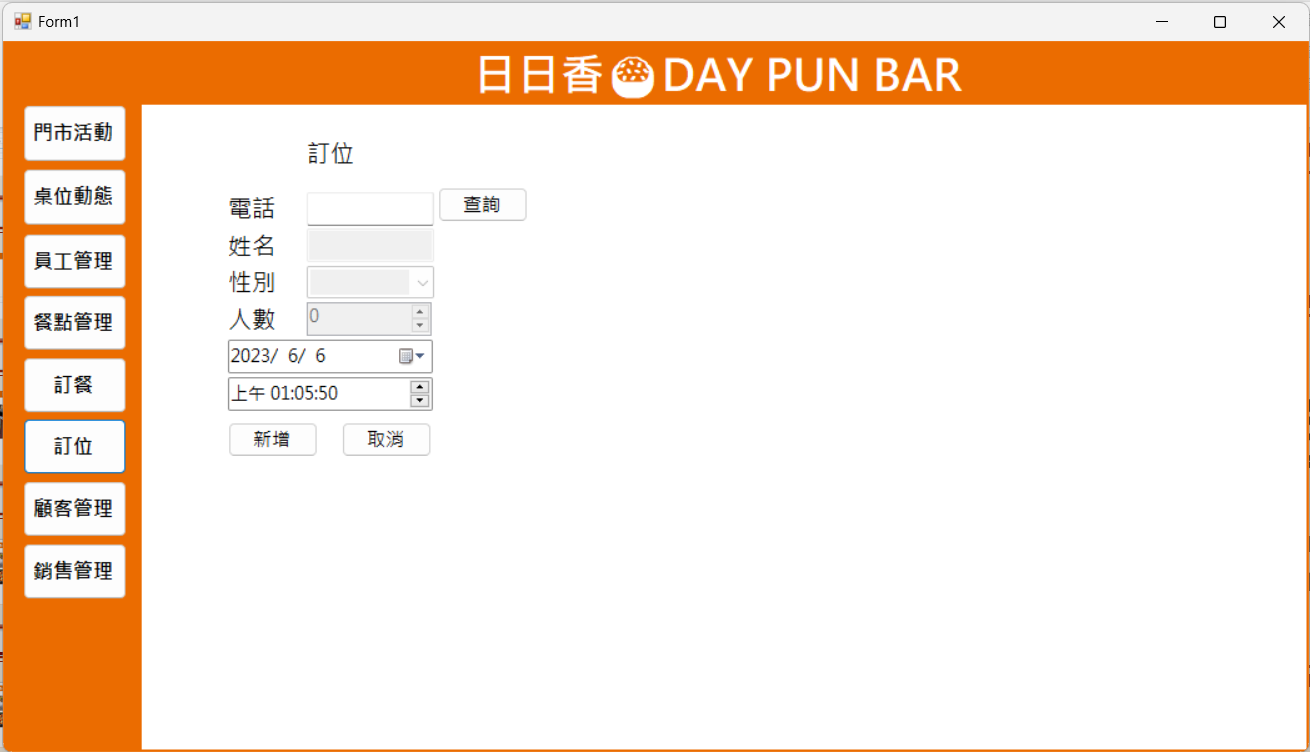 Form1
日日香 DAY PUN BAR
門市活動
桌位動態
員工管理
餐點管理
訂餐
訂位
顧客管理
銷售管理
訂位
電話 查詢
姓名
性別
人數 0
2023/ 6/ 6
上午 01:05:50
新增 取消